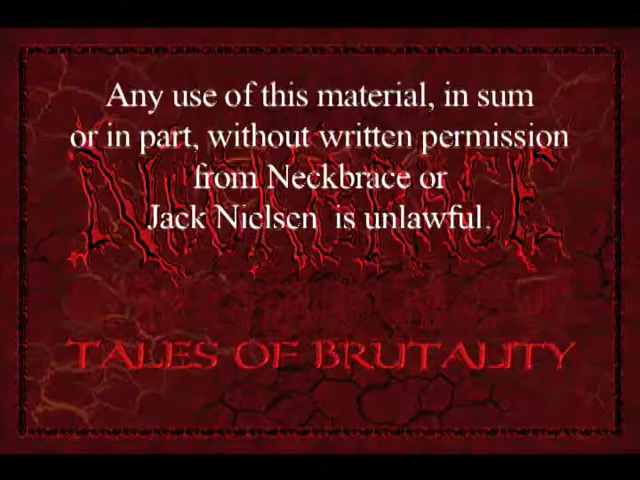 Any use of this material, in sum
or in part, without written permission
from Neckbrace or
Jack Nielsen is unlawful.
NECKBRACE
TALES OF BRUTALITY